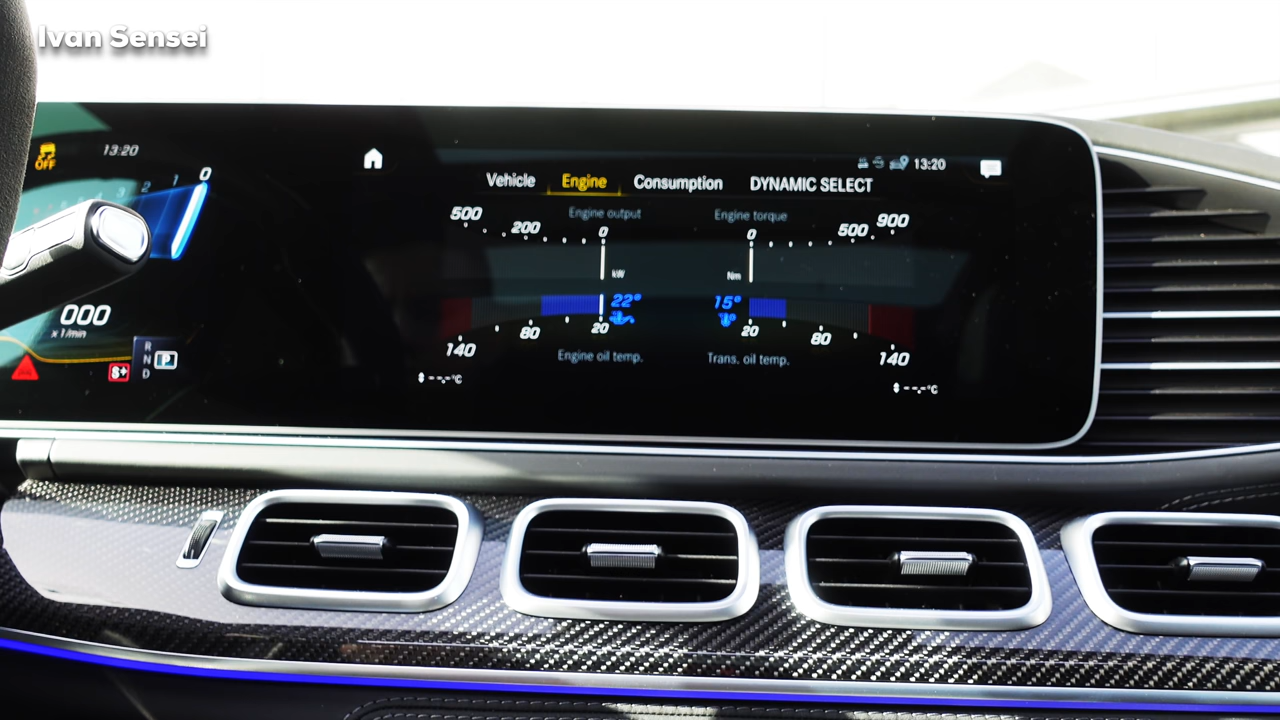 Ivan Sensei
OFF
13:20
3 2 1 0
000
x 1/min
R
N
D
P
S+
13:20
Vehicle Engine Consumption DYNAMIC SELECT
Engine output
500 200 0
kW
Engine torque
0 500 900
Nm
22°
140 80 20
Engine oil temp.
--,-°C
15°
20 80 140
Trans. oil temp.
--,-°C